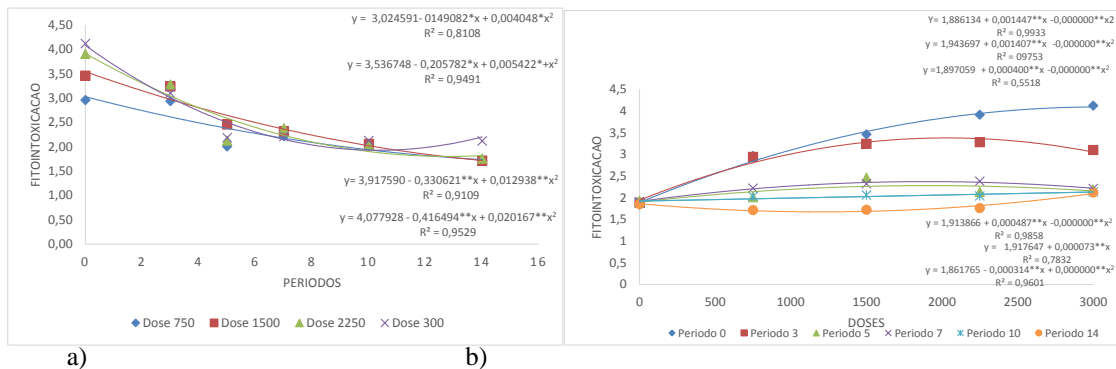 y = 3,024591- 0149082*x + 0,004048*x²
R² = 0,8108
y = 3,536748 - 0,205782*x + 0,005422*+x²
R² = 0,9491
y = 3,917590 - 0,330621**x + 0,012938**x²
R² = 0,9109
y = 4,077928 - 0,416494**x + 0,020167**x²
R² = 0,9529
FITOINTOXICACAO
4,50
4,00
3,50
3,00
2,50
2,00
1,50
1,00
0,50
0,00
0 2 4 6 8 10 12 14 16
PERIODOS
Dose 750 Dose 1500 Dose 2250 Dose 300
a)
Y= 1,886134 + 0,001447**x -0,000000**x2
R² = 0,9933
y = 1,943697 + 0,001407**x -0,000000**x²
R² = 09753
y =1,897059 + 0,000400**x -0,000000**x²
R² = 0,5518
FITOINTOXICACAO
4,5
4
3,5
3
2,5
2
1,5
1
0,5
0
y = 1,913866 + 0,000487**x -0,000000**x²
R² = 0,9858
y = 1,917647 + 0,000073**x
R² = 0,7832
y = 1,861765 - 0,000314**x + 0,000000**x²
R² = 0,9601
0 500 1000 1500 2000 2500 3000
DOSES
Periodo 0 Periodo 3 Periodo 5 Periodo 7 Periodo 10 Periodo 14
b)